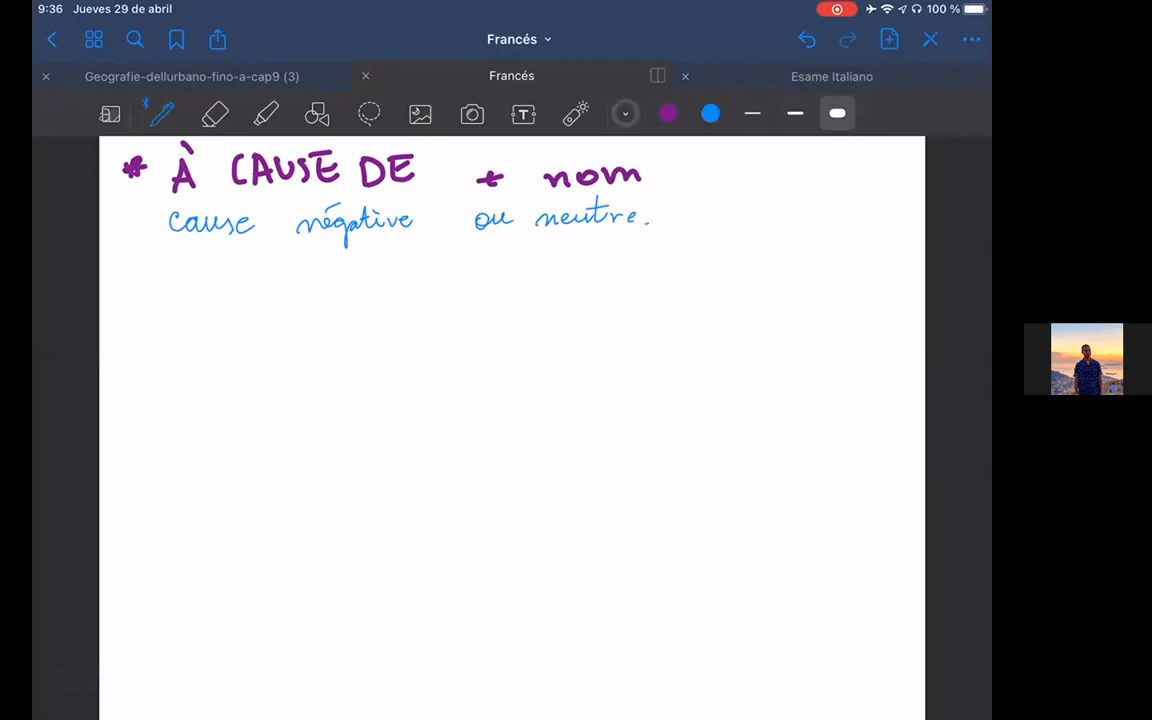 9:36 Jueves 29 de abril 100 %
Francés
Geografie-dellurbano-fino-a-cap9 (3) Francés Esame Italiano
* À CAUSE DE + nom
cause négative ou neutre.